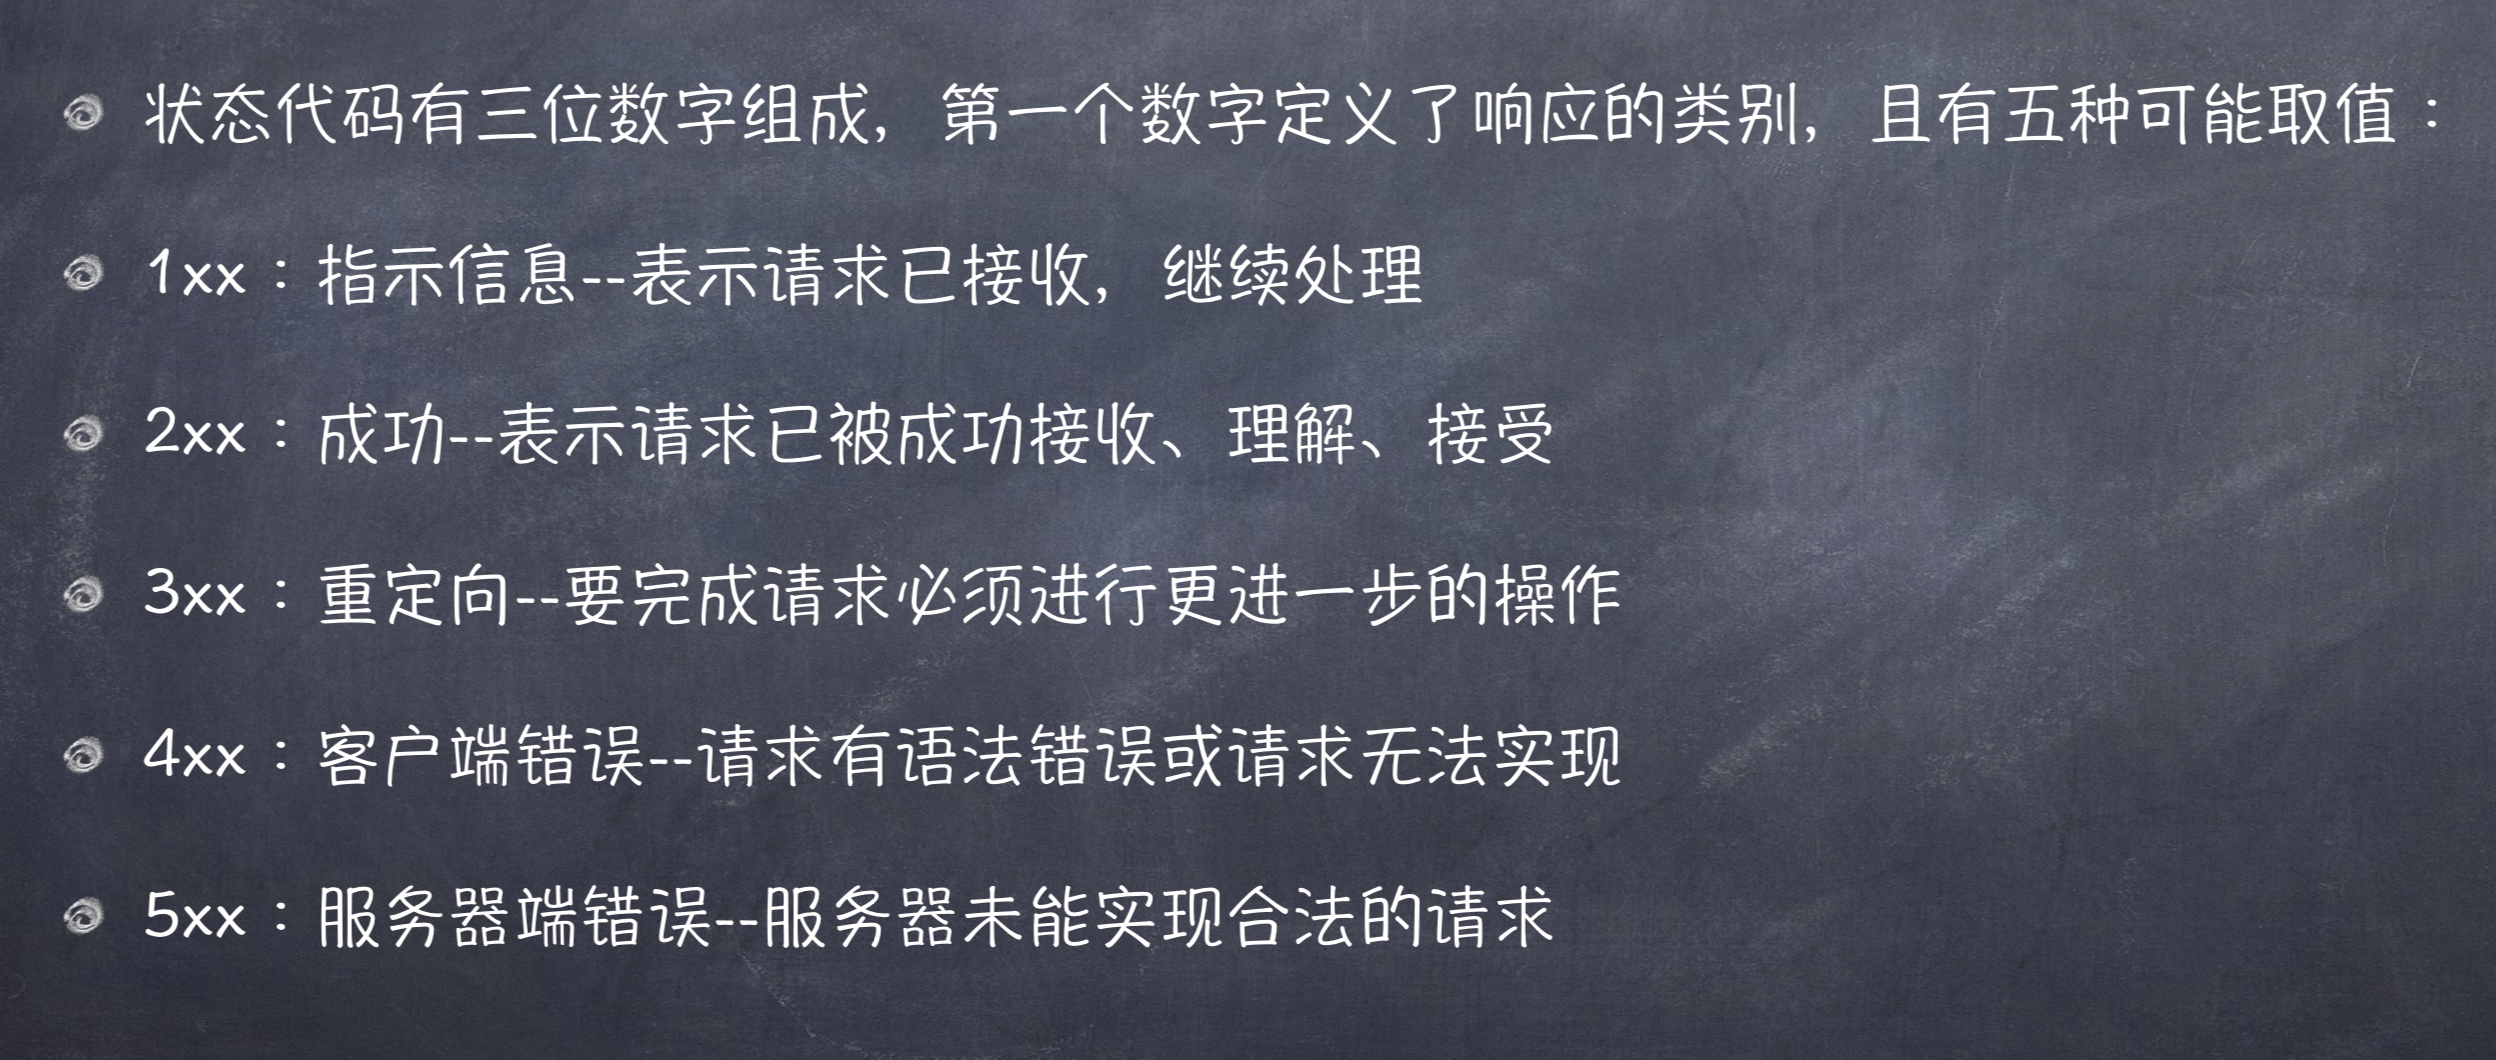 状态代码有三位数字组成，第一个数字定义了响应的类别，且有五种可能取值：
1xx：指示信息--表示请求已接收，继续处理
2xx：成功--表示请求已被成功接收、理解、接受
3xx：重定向--要完成请求必须进行更进一步的操作
4xx：客户端错误--请求有语法错误或请求无法实现
5xx：服务器端错误--服务器未能实现合法的请求